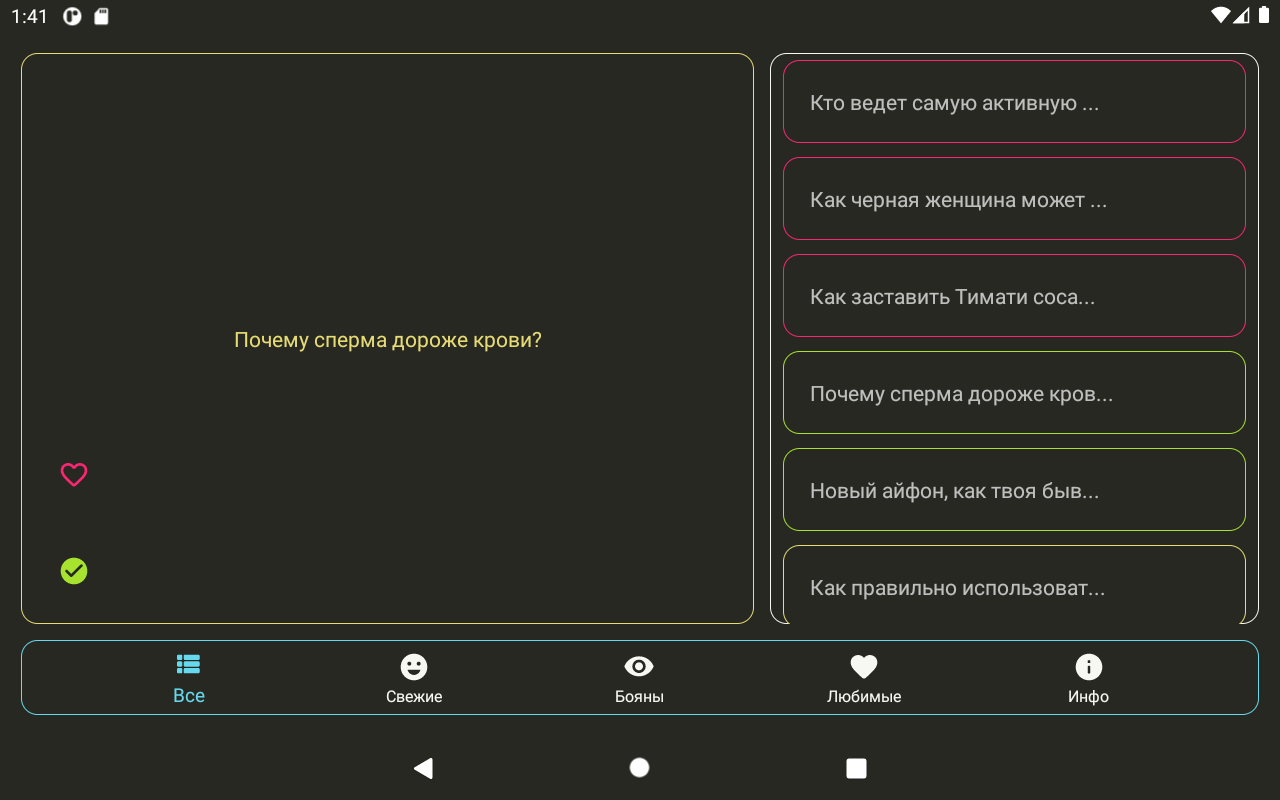 1:41
Почему сперма дороже крови?
Кто ведет самую активную ...
Как черная женщина может ...
Как заставить Тимати соса...
Почему сперма дороже кров...
Новый айфон, как твоя быв...
Как правильно использоват...
Все
Свежие
Бояны
Любимые
Инфо